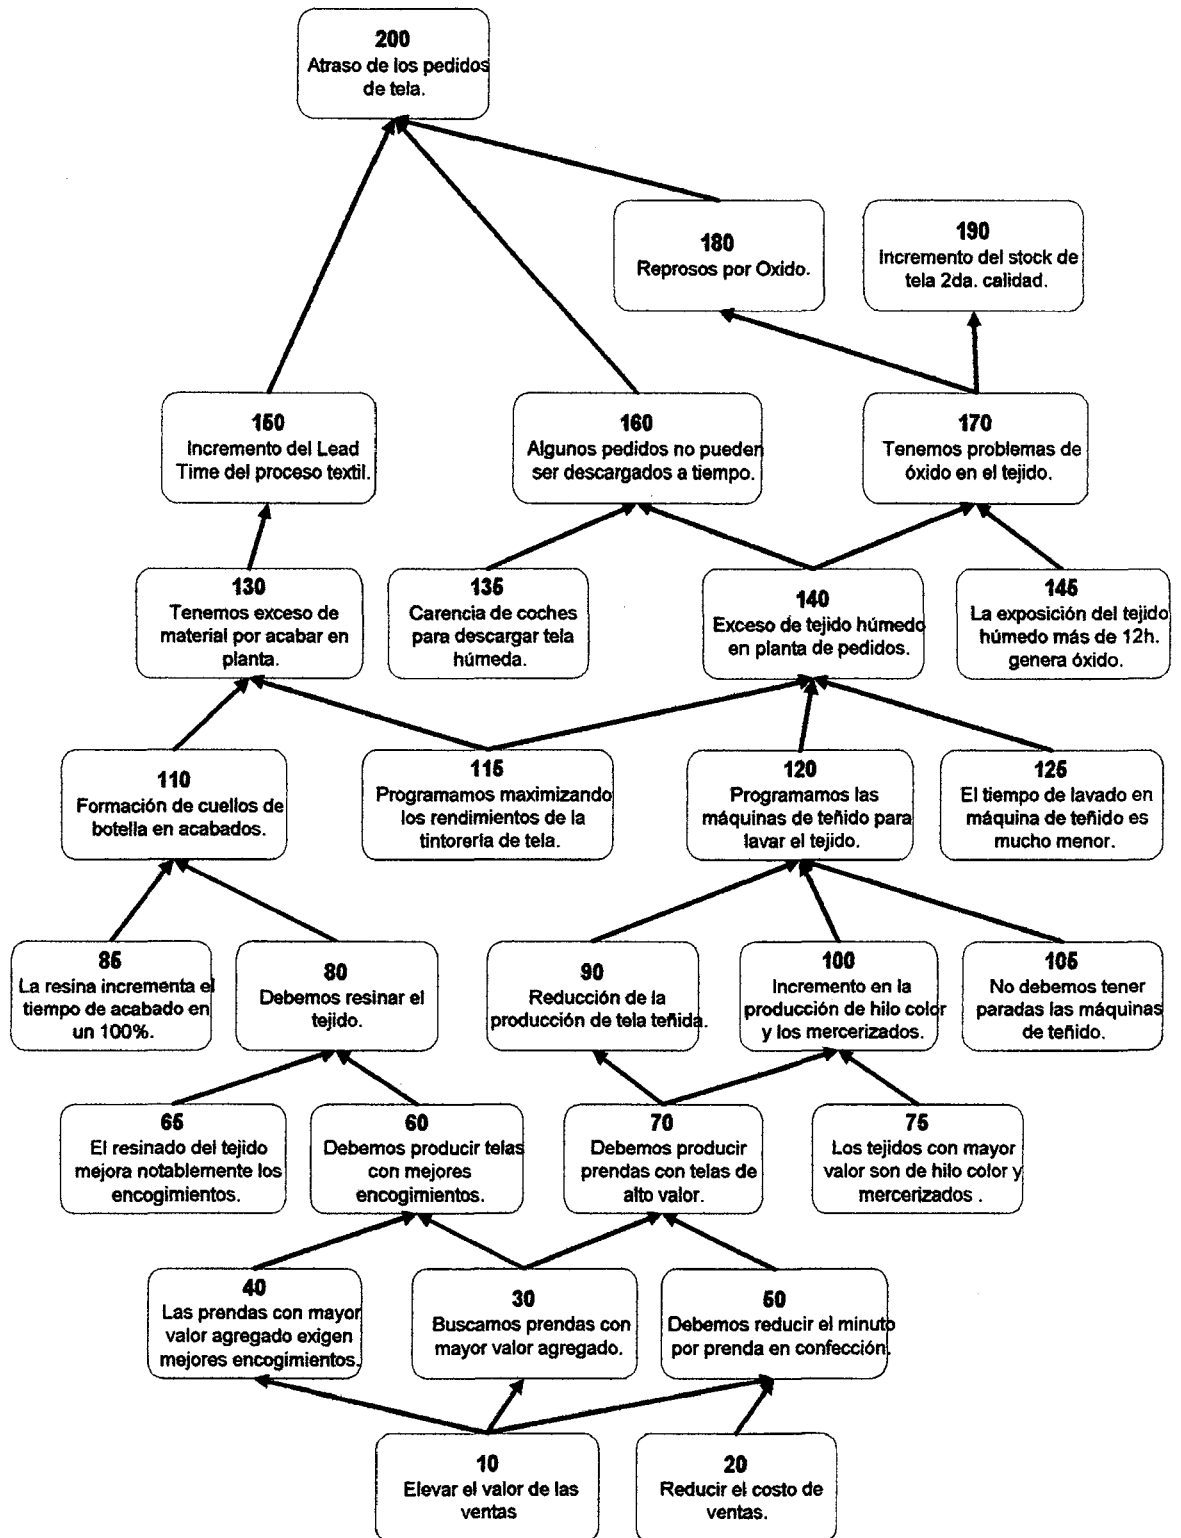 200
Atraso de los pedidos
de tela.
180
Reprosos por Oxido.
190
Incremento del stock de
tela 2da. calidad.
150
Incremento del Lead
Time del proceso textil.
160
Algunos pedidos no pueden
ser descargados a tiempo.
170
Tenemos problemas de
óxido en el tejido.
130
Tenemos exceso de
material por acabar en
planta.
135
Carencia de coches
para descargar tela
húmeda.
140
Exceso de tejido húmedo
en planta de pedidos.
145
La exposición del tejido
húmedo más de 12h.
genera óxido.
110
Formación de cuellos de
botella en acabados.
115
Programamos maximizando
los rendimientos de la
tintorería de tela.
120
Programamos las
máquinas de teñido para
lavar el tejido.
125
El tiempo de lavado en
máquina de teñido es
mucho menor.
85
La resina incrementa el
tiempo de acabado en
un 100%.
80
Debemos resinar el
tejido.
90
Reducción de la
producción de tela teñida.
100
Incremento en la
producción de hilo color
y los mercerizados.
105
No debemos tener
paradas las máquinas
de teñido.
65
El resinado del tejido
mejora notablemente los
encogimientos.
60
Debemos producir telas
con mejores
encogimientos.
70
Debemos producir
prendas con telas de
alto valor.
75
Los tejidos con mayor
valor son de hilo color y
mercerizados .
40
Las prendas con mayor
valor agregado exigen
mejores encogimientos.
30
Buscamos prendas con
mayor valor agregado.
50
Debemos reducir el minuto
por prenda en confección.
10
Elevar el valor de las
ventas
20
Reducir el costo de
ventas.